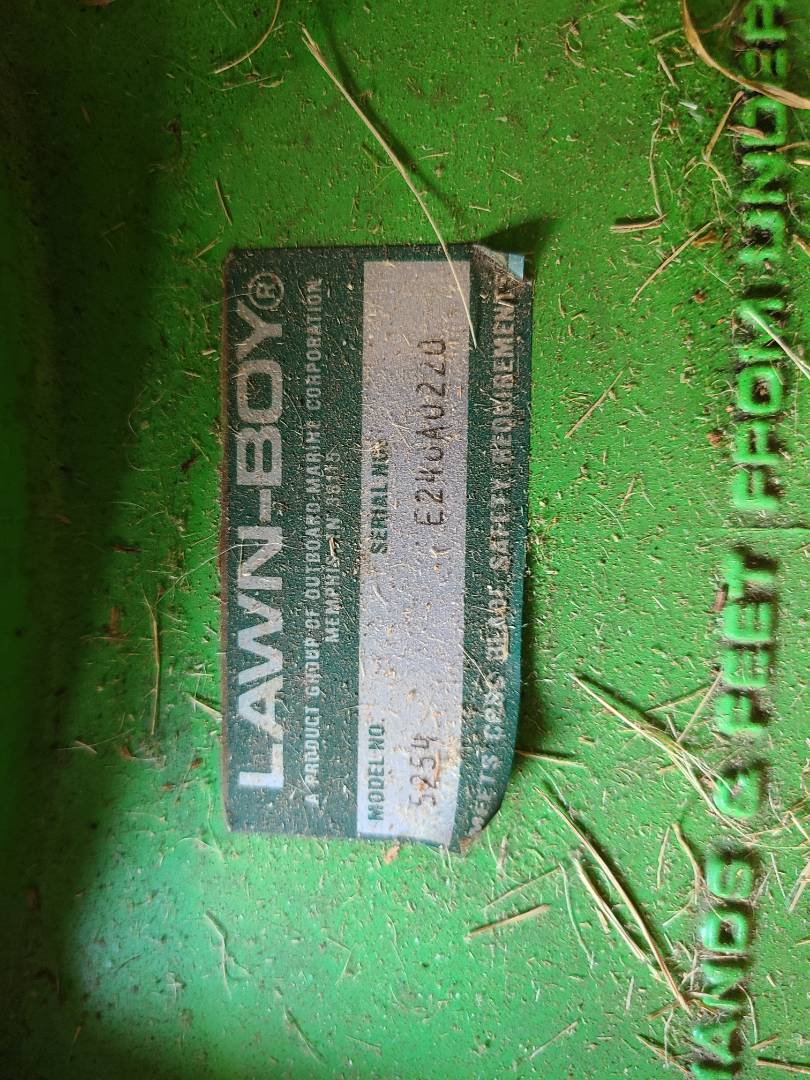 LAWN-BOY®
A PRODUCT GROUP OF OUTBOARD MARINE CORPORATION
MEMPHIS, TN 38115
MODEL NO. SERIAL NO.
5254
MEETS CPSC BLADE SAFETY REQUIREMENTS
HANDS & FEET FROM UNDER